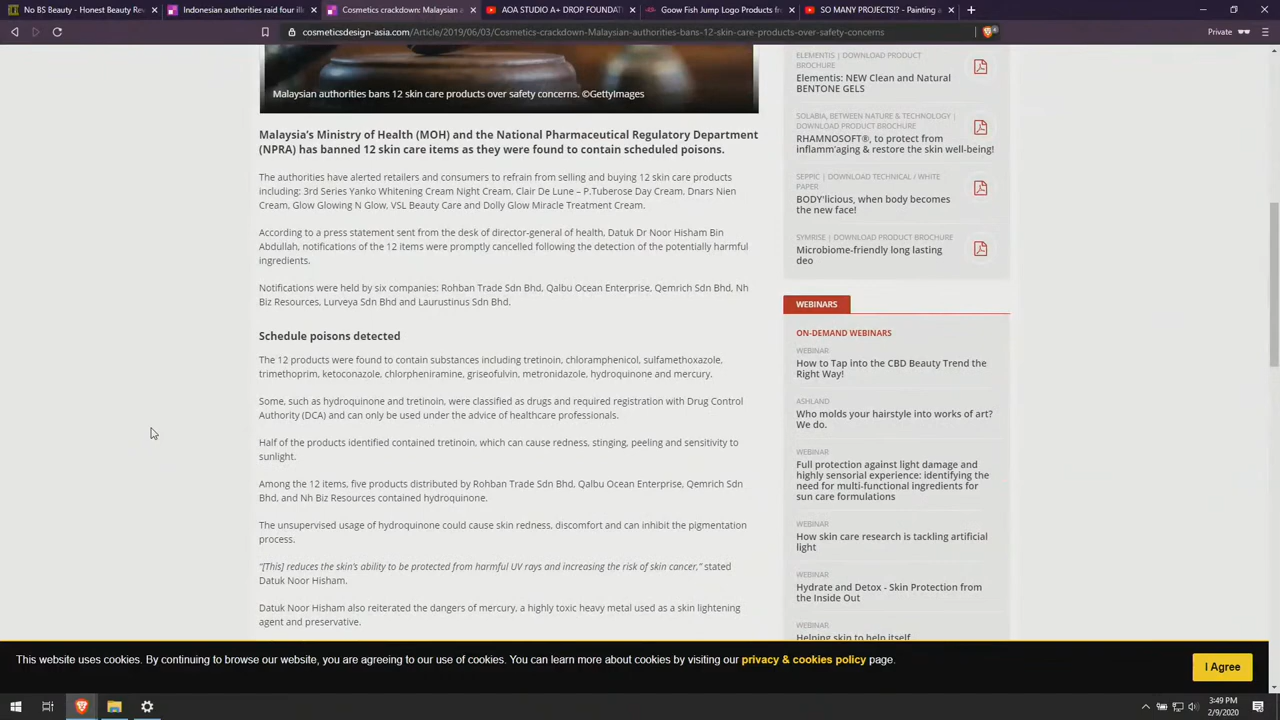 No BS Beauty - Honest Beauty Rev
Indonesian authorities raid four ill
Cosmetics crackdown: Malaysian a
AOA STUDIO A+ DROP FOUNDAT
Goow Fish Jump Logo Products fr
SO MANY PROJECTS!? - Painting
cosmeticsdesign-asia.com/Article/2019/06/03/Cosmetics-crackdown-Malaysian-authorities-bans-12-skin-care-products-over-safety-concerns
Private
Malaysian authorities bans 12 skin care products over safety concerns. ©GettyImages
Malaysia's Ministry of Health (MOH) and the National Pharmaceutical Regulatory Department
(NPRA) has banned 12 skin care items as they were found to contain scheduled poisons.
The authorities have alerted retailers and consumers to refrain from selling and buying 12 skin care products
including: 3rd Series Yanko Whitening Cream Night Cream, Clair De Lune – P.Tuberose Day Cream, Dnars Nien
Cream, Glow Glowing N Glow, VSL Beauty Care and Dolly Glow Miracle Treatment Cream.
According to a press statement sent from the desk of director-general of health, Datuk Dr Noor Hisham Bin
Abdullah, notifications of the 12 items were promptly cancelled following the detection of the potentially harmful
ingredients.
Notifications were held by six companies: Rohban Trade Sdn Bhd, Qalbu Ocean Enterprise, Qemrich Sdn Bhd, Nh
Biz Resources, Lurveya Sdn Bhd and Laurustinus Sdn Bhd.
Schedule poisons detected
The 12 products were found to contain substances including tretinoin, chloramphenicol, sulfamethoxazole,
trimethoprim, ketoconazole, chlorpheniramine, griseofulvin, metronidazole, hydroquinone and mercury.
Some, such as hydroquinone and tretinoin, were classified as drugs and required registration with Drug Control
Authority (DCA) and can only be used under the advice of healthcare professionals.
Half of the products identified contained tretinoin, which can cause redness, stinging, peeling and sensitivity to
sunlight.
Among the 12 items, five products distributed by Rohban Trade Sdn Bhd, Qalbu Ocean Enterprise, Qemrich Sdn
Bhd, and Nh Biz Resources contained hydroquinone.
The unsupervised usage of hydroquinone could cause skin redness, discomfort and can inhibit the pigmentation
process.
"[This] reduces the skin's ability to be protected from harmful UV rays and increasing the risk of skin cancer," stated
Datuk Noor Hisham.
Datuk Noor Hisham also reiterated the dangers of mercury, a highly toxic heavy metal used as a skin lightening
agent and preservative.
ELEMENTIS | DOWNLOAD PRODUCT
BROCHURE
Elementis: NEW Clean and Natural
BENTONE GELS
SOLABIA, BETWEEN NATURE & TECHNOLOGY |
DOWNLOAD PRODUCT BROCHURE
RHAMNOSOFT®, to protect from
inflamm'aging & restore the skin well-being!
SEPPIC | DOWNLOAD TECHNICAL / WHITE
PAPER
BODY'licious, when body becomes
the new face!
SYMRISE | DOWNLOAD PRODUCT BROCHURE
Microbiome-friendly long lasting
deo
WEBINARS
ON-DEMAND WEBINARS
WEBINAR
How to Tap into the CBD Beauty Trend the
Right Way!
ASHLAND
Who molds your hairstyle into works of art?
We do.
WEBINAR
Full protection against light damage and
highly sensorial experience: identifying the
need for multi-functional ingredients for
sun care formulations
WEBINAR
How skin care research is tackling artificial
light
WEBINAR
Hydrate and Detox - Skin Protection from
the Inside Out
WEBINAR
Helping skin to help itself
This website uses cookies. By continuing to browse our website, you are agreeing to our use of cookies. You can learn more about cookies by visiting our privacy & cookies policy page.
I Agree
3:49 PM
2/9/2020